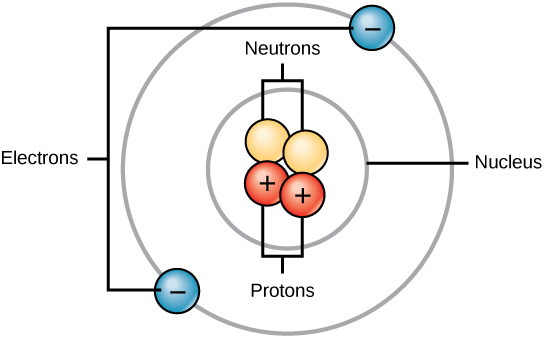 Neutrons
Electrons
Nucleus
Protons
−
+
+
−